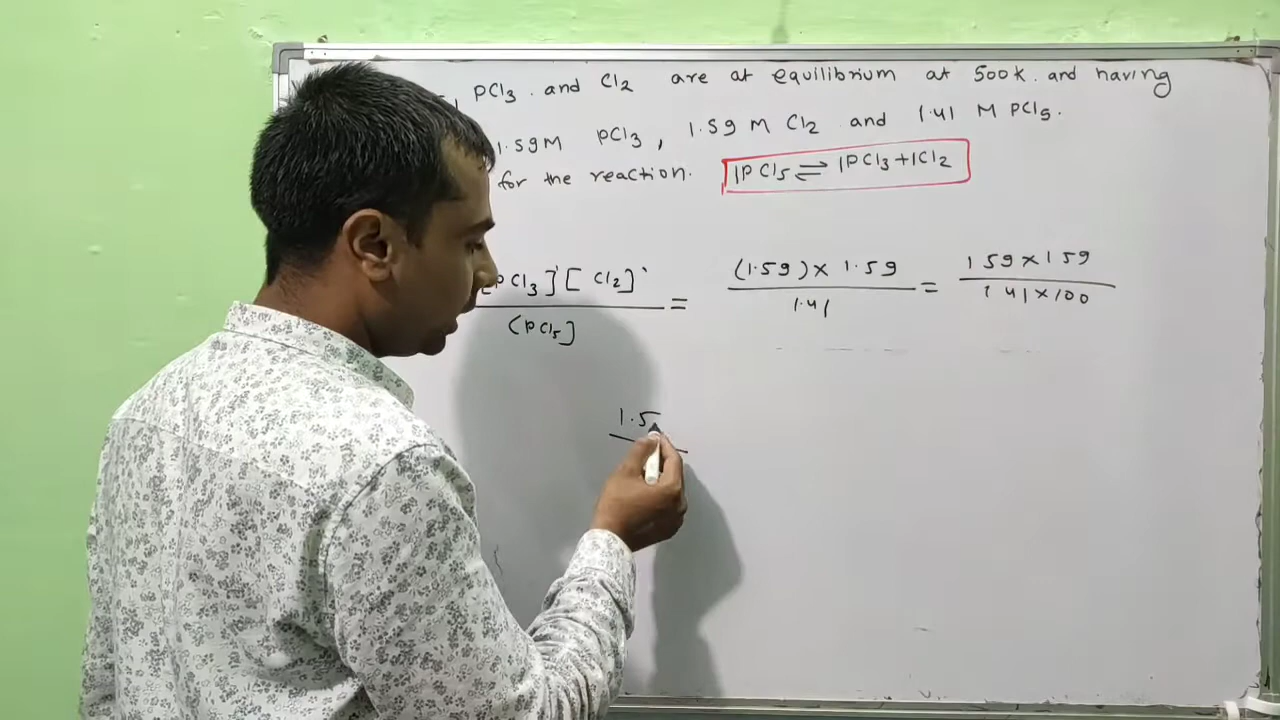 PCl3 . and Cl2 are at equilibrium at 500k. and having
1.59M PCl3 , 1.59 M Cl2 and 1.41 M PCl5.
for the reaction. 1PCl5 ⇌ 1PCl3+1Cl2
[PCl3]' [Cl2]' / (PCl5] = (1.59)×1.59 / 1.41 = 159×159 / 141×100
1.5